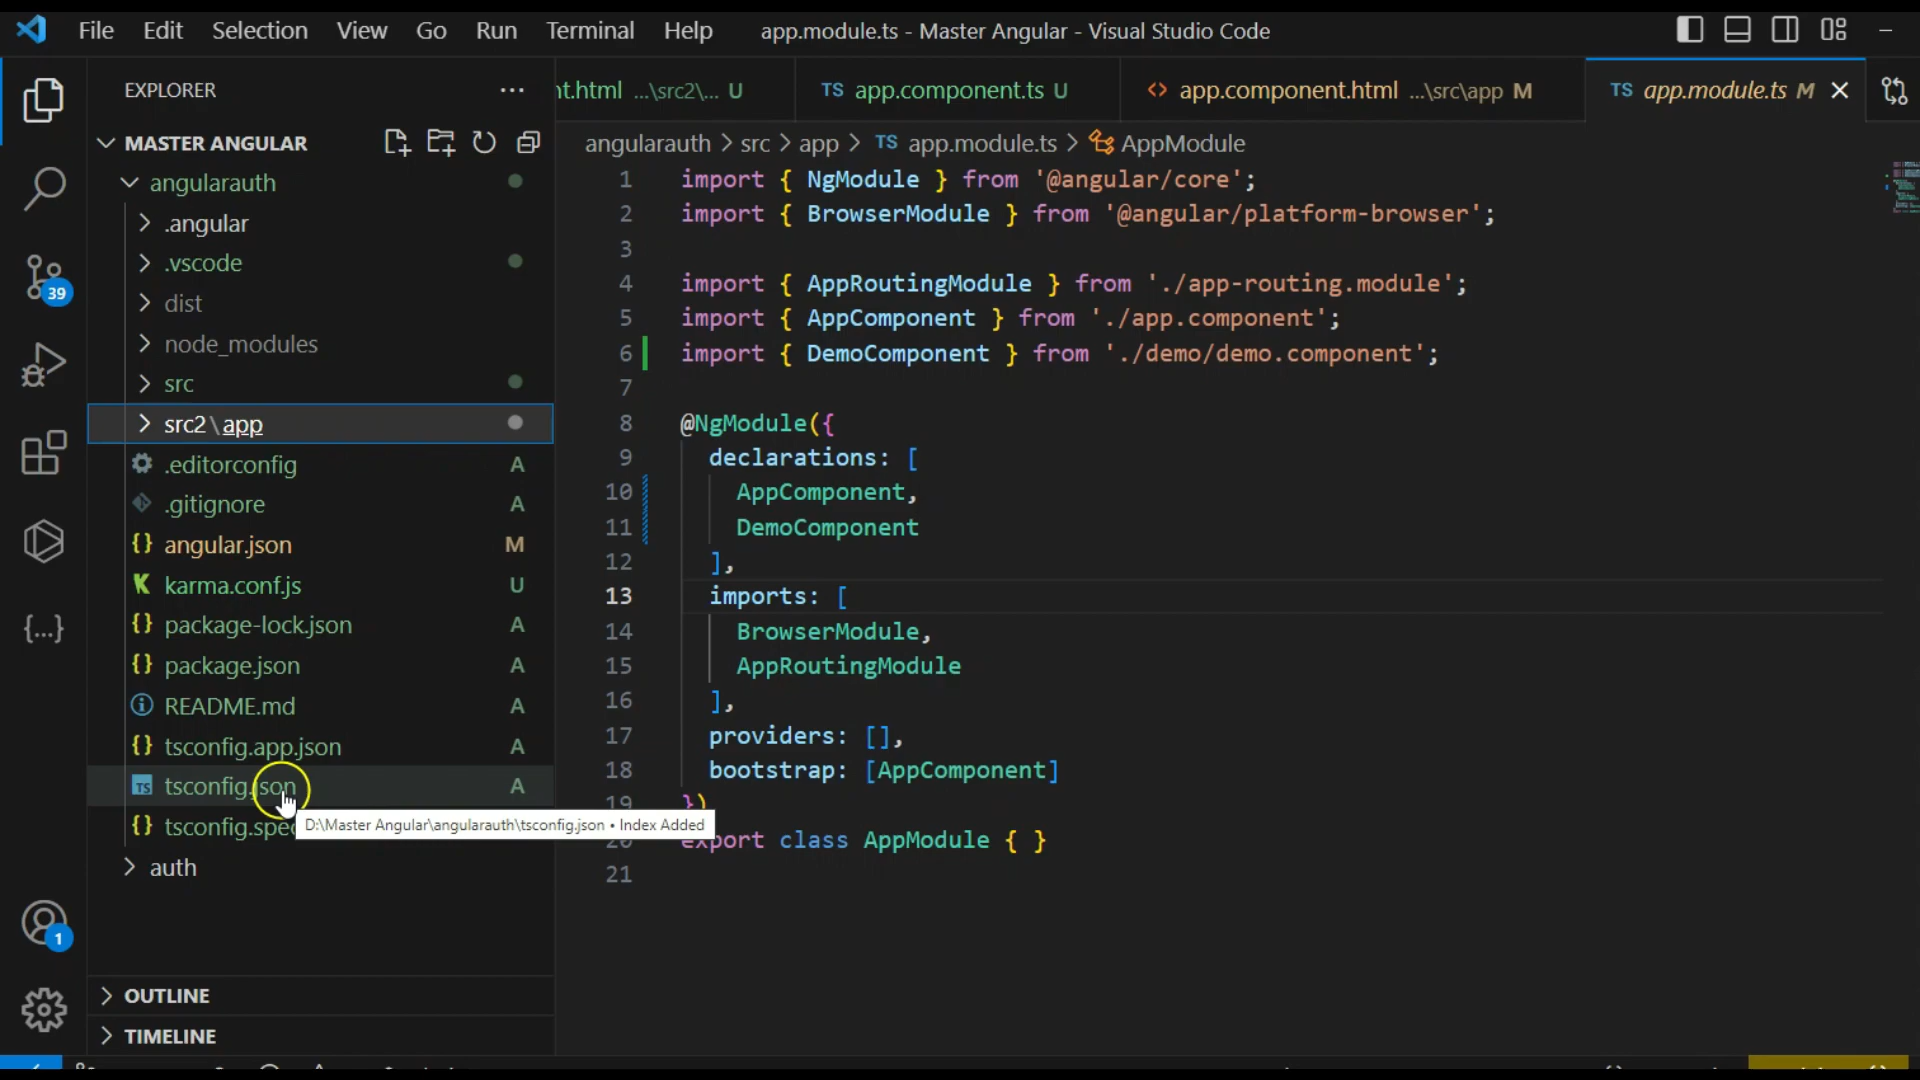 File Edit Selection View Go Run Terminal Help app.module.ts - Master Angular - Visual Studio Code
EXPLORER
MASTER ANGULAR
angularauth
.angular
.vscode
dist
node_modules
src
src2\app
.editorconfig A
.gitignore A
angular.json M
karma.conf.js U
package-lock.json A
package.json A
README.md A
tsconfig.app.json A
tsconfig.json A
tsconfig.spec
auth
OUTLINE
TIMELINE
39
1
D:\Master Angular\angularauth\tsconfig.json • Index Added
nt.html ...\src2\... U
TS app.component.ts U
<> app.component.html ...\src\app M
TS app.module.ts M
angularauth > src > app > TS app.module.ts > AppModule
1 import { NgModule } from '@angular/core';
2 import { BrowserModule } from '@angular/platform-browser';
3
4 import { AppRoutingModule } from './app-routing.module';
5 import { AppComponent } from './app.component';
6 import { DemoComponent } from './demo/demo.component';
7
8 @NgModule({
9 declarations: [
10 AppComponent,
11 DemoComponent
12 ],
13 imports: [
14 BrowserModule,
15 AppRoutingModule
16 ],
17 providers: [],
18 bootstrap: [AppComponent]
19 })
20 export class AppModule { }
21